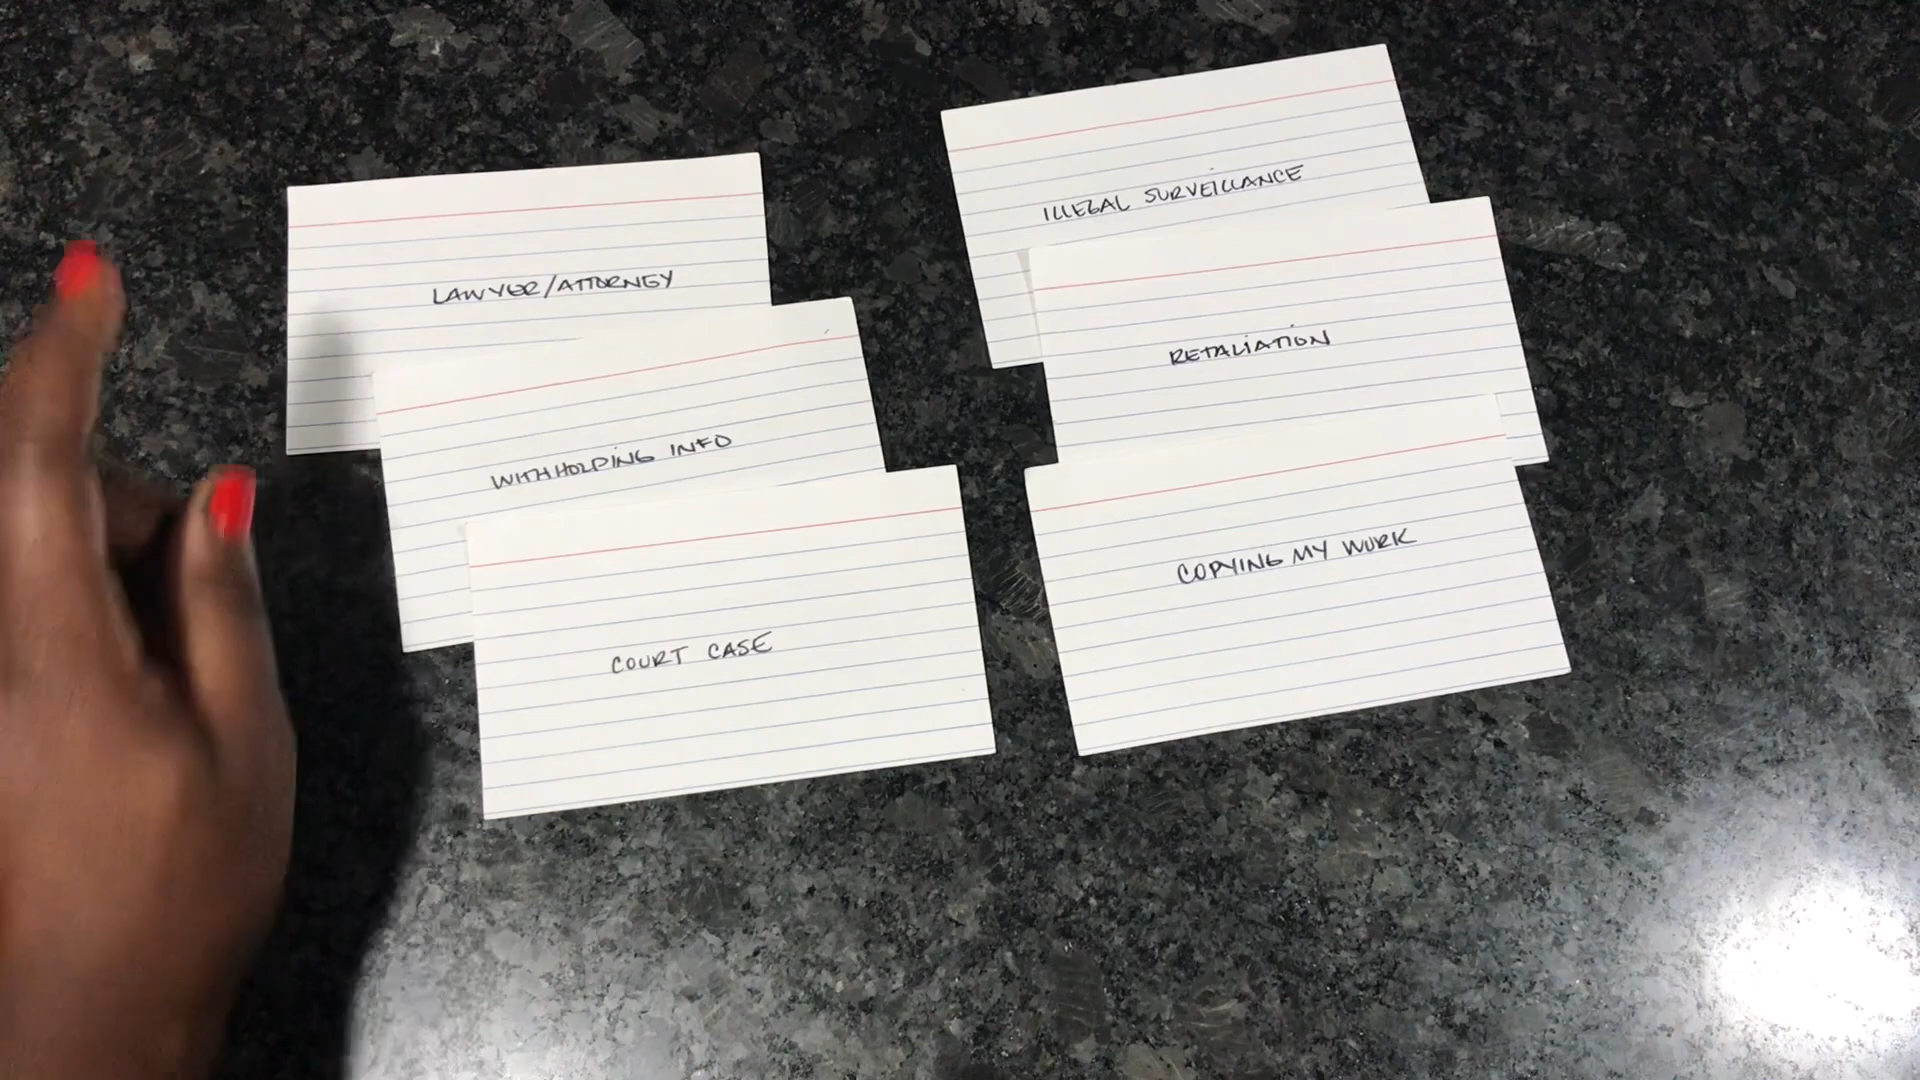 LAWYER/ATTORNEY
WITHHOLDING INFO
COURT CASE
ILLEGAL SURVEILLANCE
RETALIATION
COPYING MY WORK